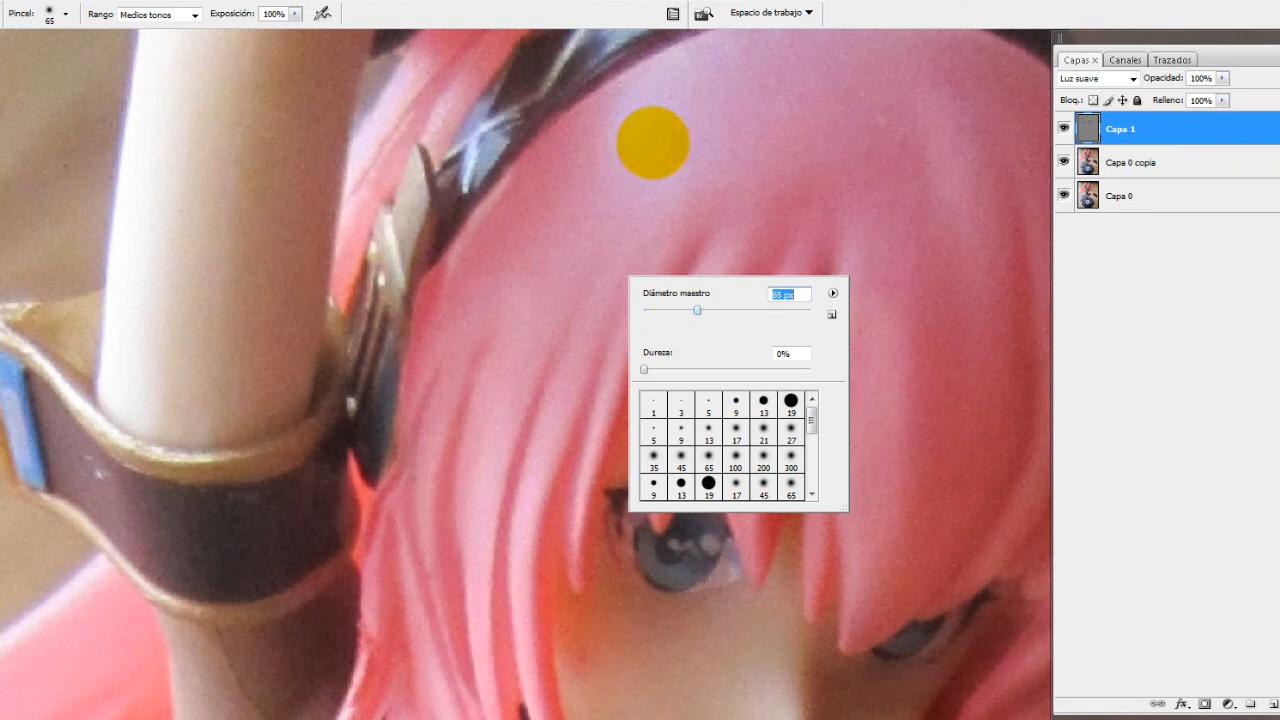 Pincel: 65 Rango Medios tonos Exposición: 100% Espacio de trabajo
Capas x Canales Trazados
Luz suave Opacidad: 100%
Bloq.: Relleno: 100%
Capa 1
Capa 0 copia
Capa 0
Diámetro maestro 65 px
Dureza: 0%
1 3 5 9 13 19
5 9 13 17 21 27
35 45 65 100 200 300
9 13 19 17 45 65
fx